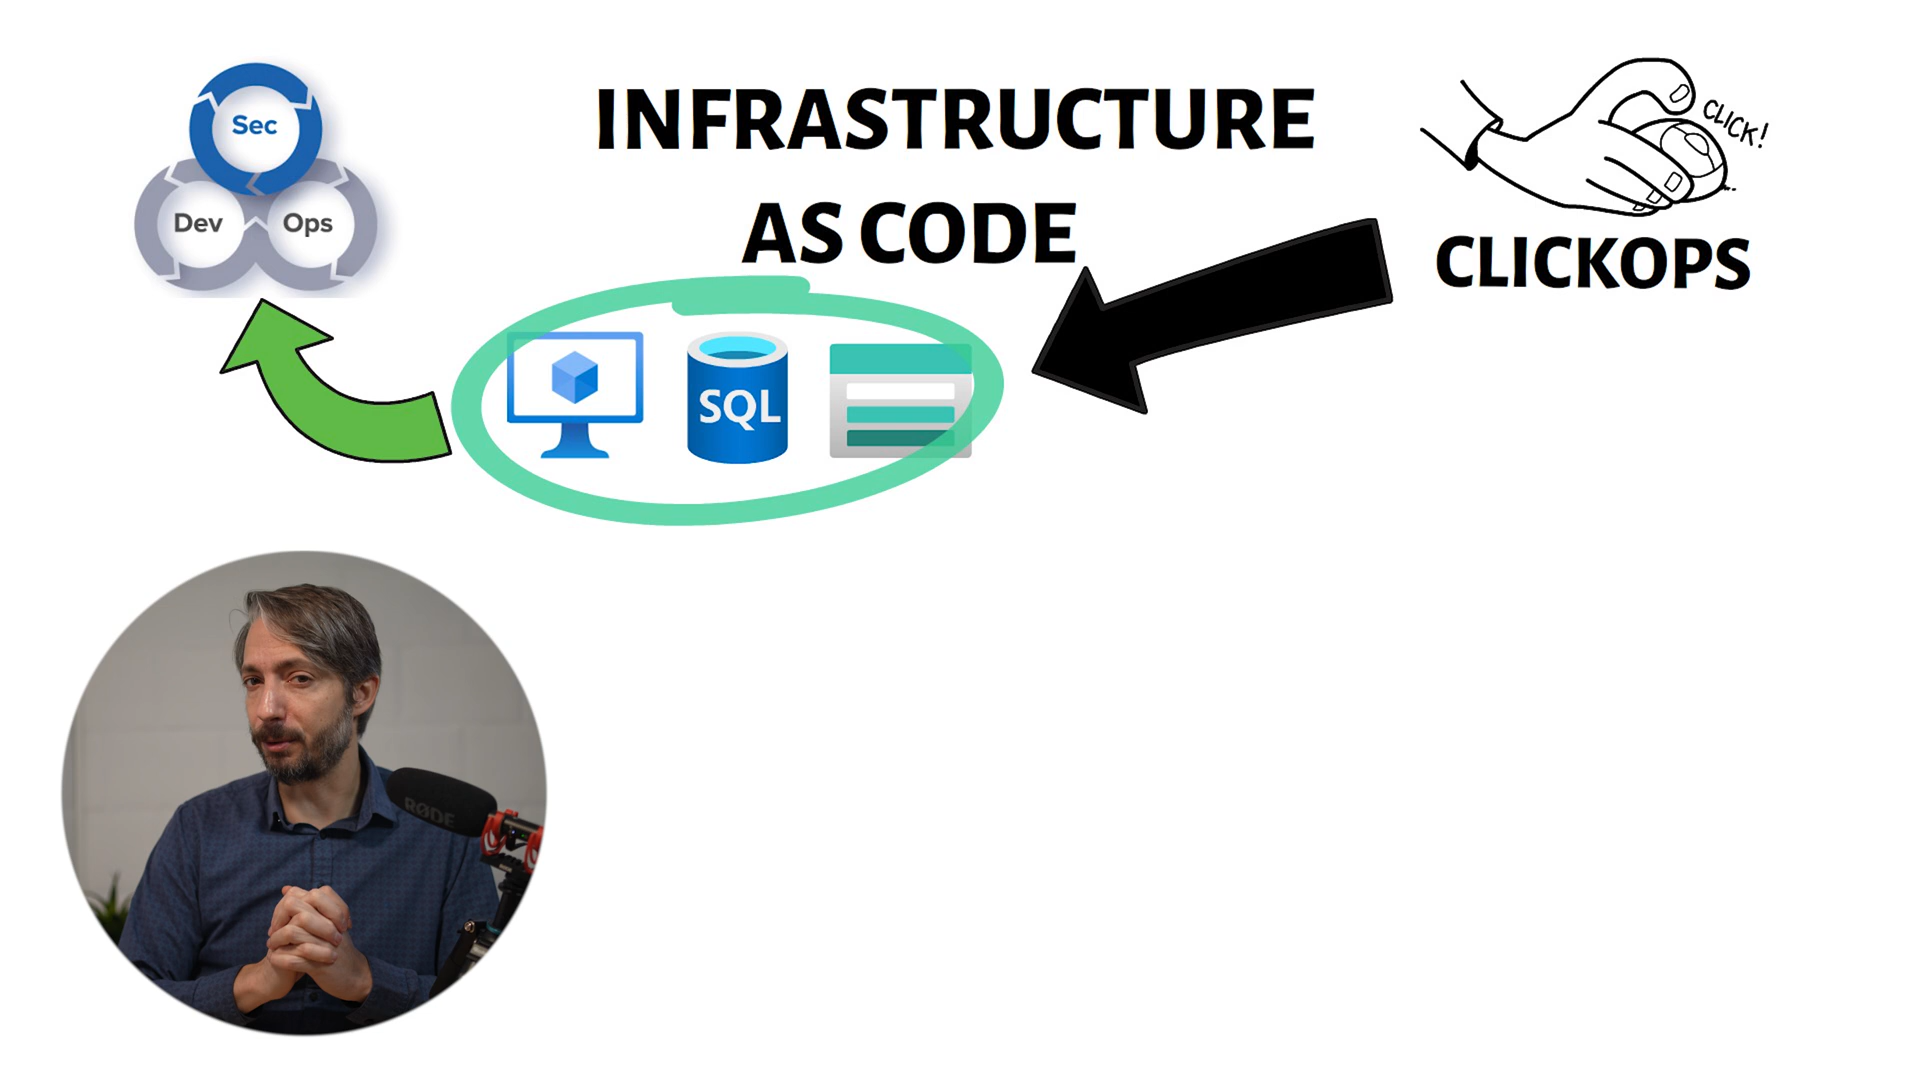 Sec
Dev
Ops
INFRASTRUCTURE
AS CODE
CLICK!
CLICKOPS
SQL
RØDE